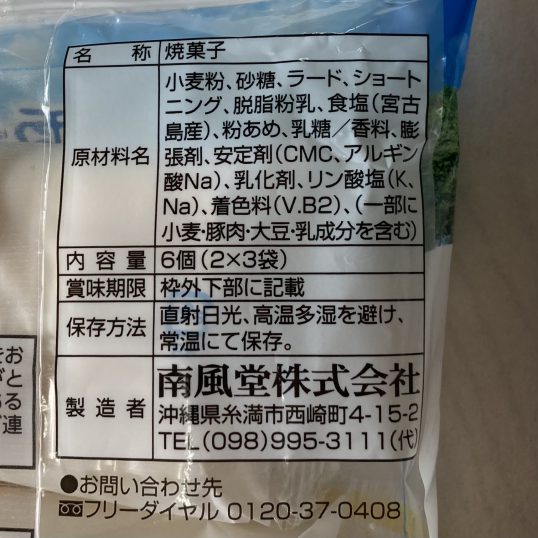 名称 焼菓子
原材料名 小麦粉、砂糖、ラード、ショート
ニング、脱脂粉乳、食塩(宮古
島産)、粉あめ、乳糖/香料、膨
張剤、安定剤(CMC、アルギン
酸Na)、乳化剤、リン酸塩(K、
Na)、着色料(V.B2)、(一部に
小麦・豚肉・大豆・乳成分を含む)
内容量 6個(2×3袋)
賞味期限 枠外下部に記載
保存方法 直射日光、高温多湿を避け、
常温にて保存。
製造者 南風堂株式会社
沖縄県糸満市西崎町4-15-2
TEL(098)995-3111(代)
●お問い合わせ先
フリーダイヤル 0120-37-0408
お
と
る
連